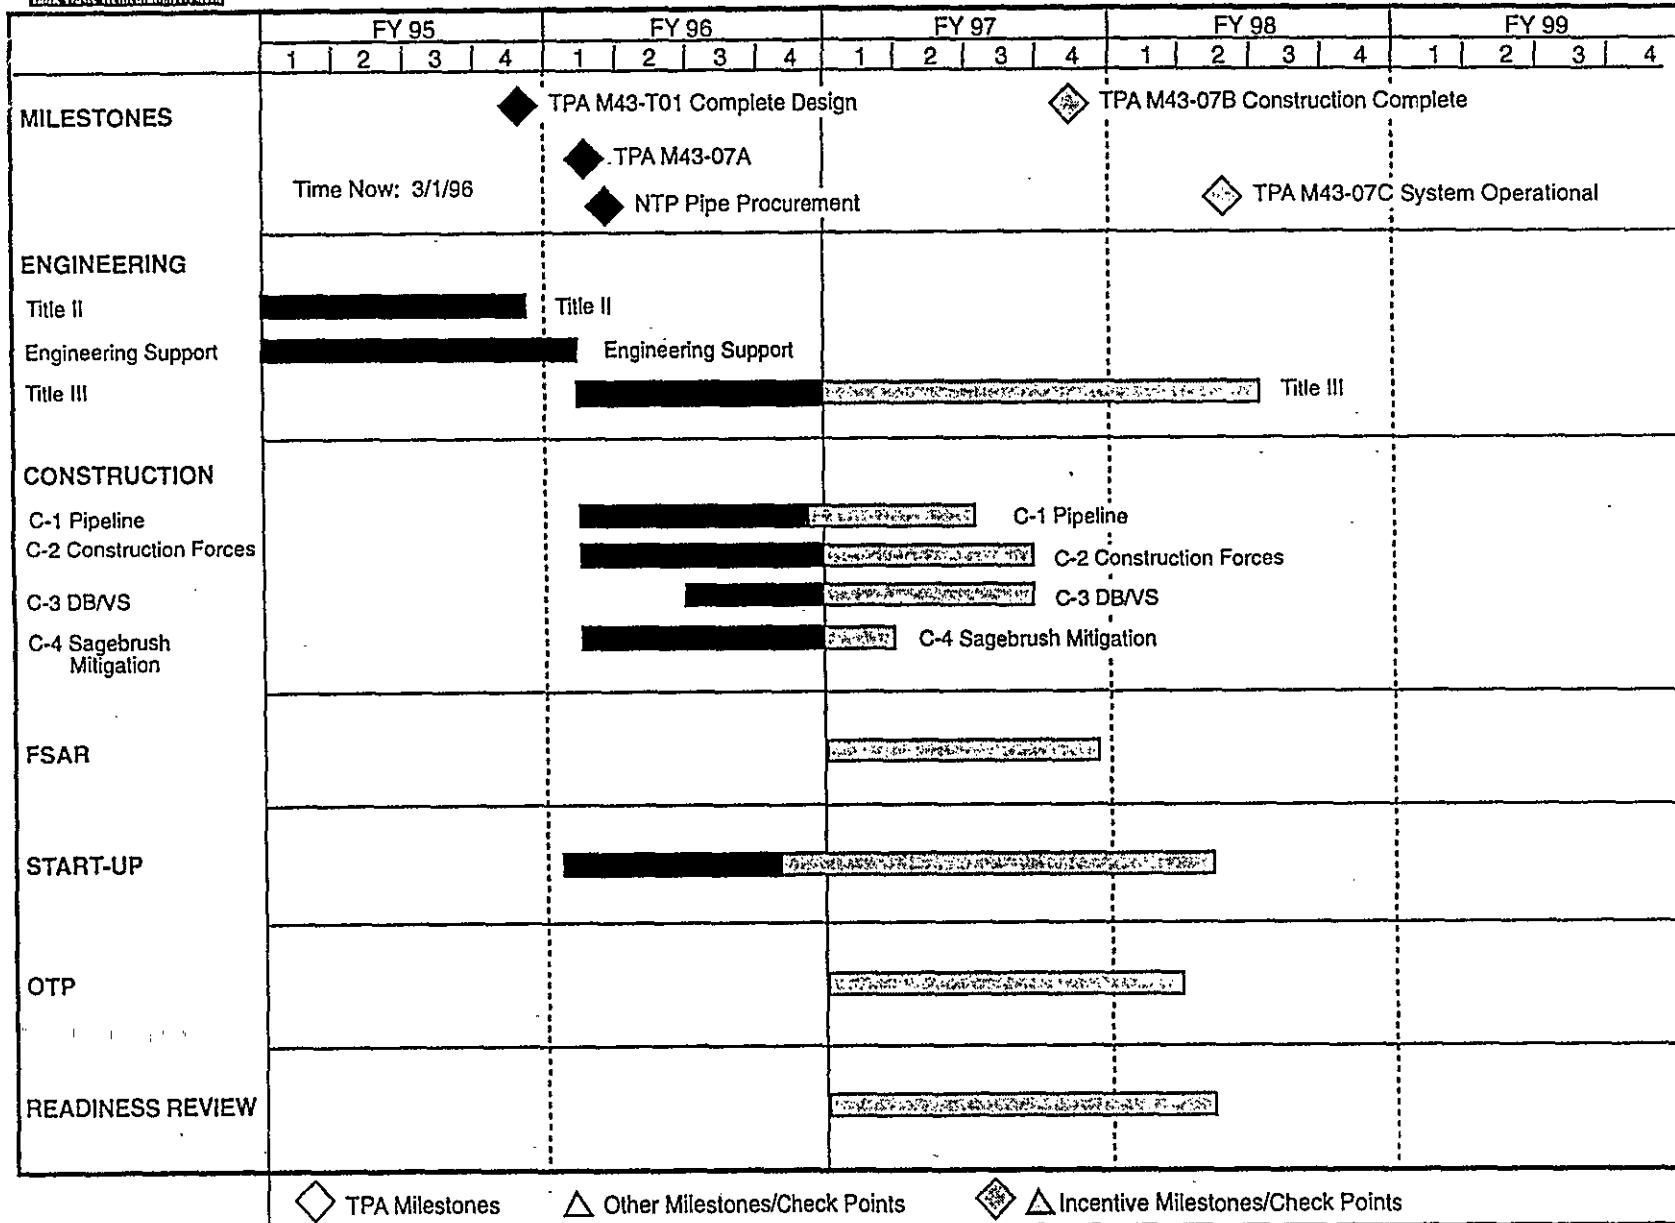 FY 95 FY 96 FY 97 FY 98 FY 99
1 2 3 4 1 2 3 4 1 2 3 4 1 2 3 4 1 2 3 4
MILESTONES
TPA M43-T01 Complete Design
TPA M43-07B Construction Complete
TPA M43-07A
Time Now: 3/1/96
NTP Pipe Procurement
TPA M43-07C System Operational
ENGINEERING
Title II
Title II
Engineering Support
Engineering Support
Title III
Title III
CONSTRUCTION
C-1 Pipeline
C-1 Pipeline
C-2 Construction Forces
C-2 Construction Forces
C-3 DB/VS
C-3 DB/VS
C-4 Sagebrush
Mitigation
C-4 Sagebrush Mitigation
FSAR
START-UP
OTP
READINESS REVIEW
TPA Milestones
Other Milestones/Check Points
Incentive Milestones/Check Points